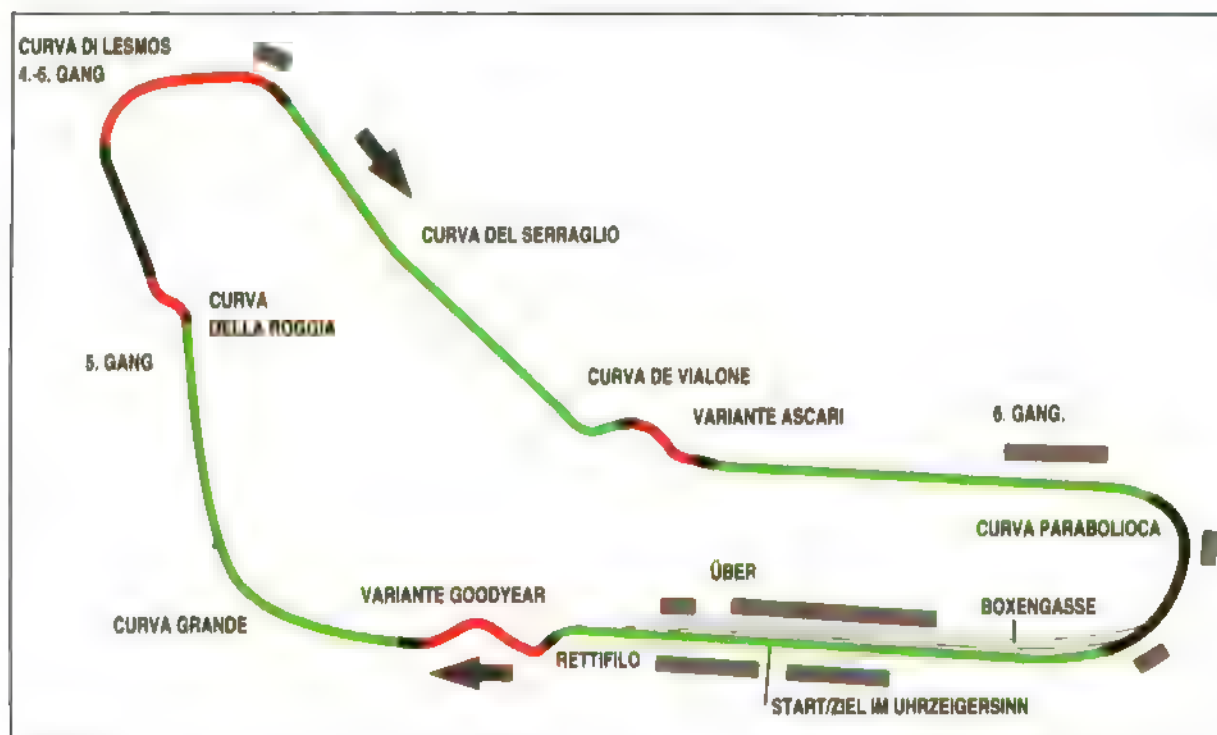 CURVA DI LESMOS
4.-6. GANG
CURVA DEL SERRAGLIO
CURVA
DELLA ROGGIA
5. GANG
CURVA DE VIALONE
VARIANTE ASCARI
6. GANG.
CURVA PARABOLIOCA
ÜBER
VARIANTE GOODYEAR
BOXENGASSE
CURVA GRANDE
RETTIFILO
START/ZIEL IM UHRZEIGERSINN